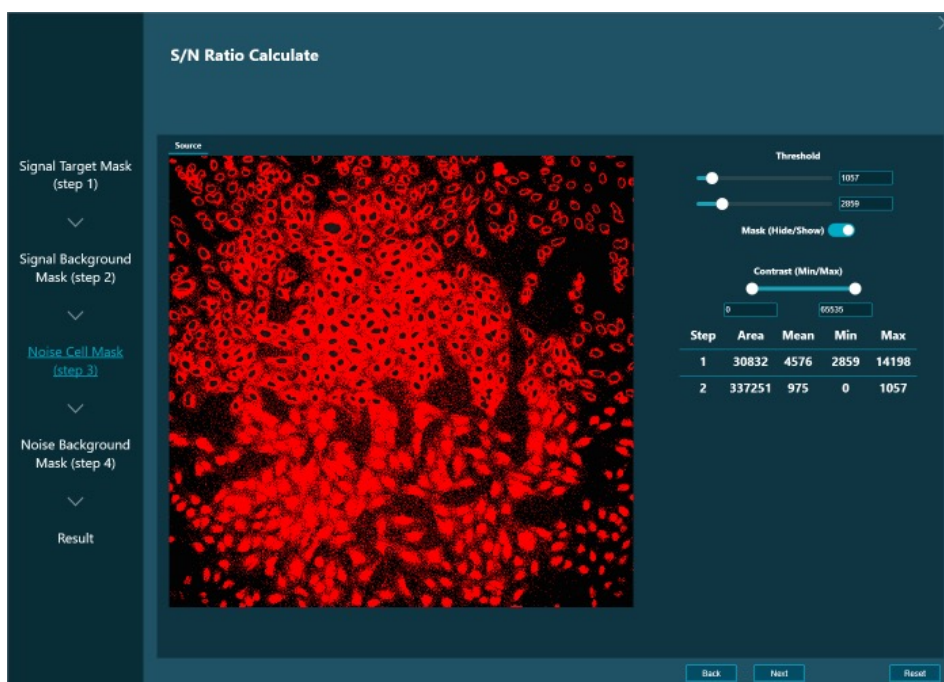 S/N Ratio Calculate
Signal Target Mask
(step 1)
Signal Background
Mask (step 2)
Noise Cell Mask
(step 3)
Noise Background
Mask (step 4)
Result
Source
Threshold
1057
2859
Mask (Hide/Show)
Contrast (Min/Max)
0 65535
Step Area Mean Min Max
1 30832 4576 2859 14198
2 337251 975 0 1057
Back Next Reset